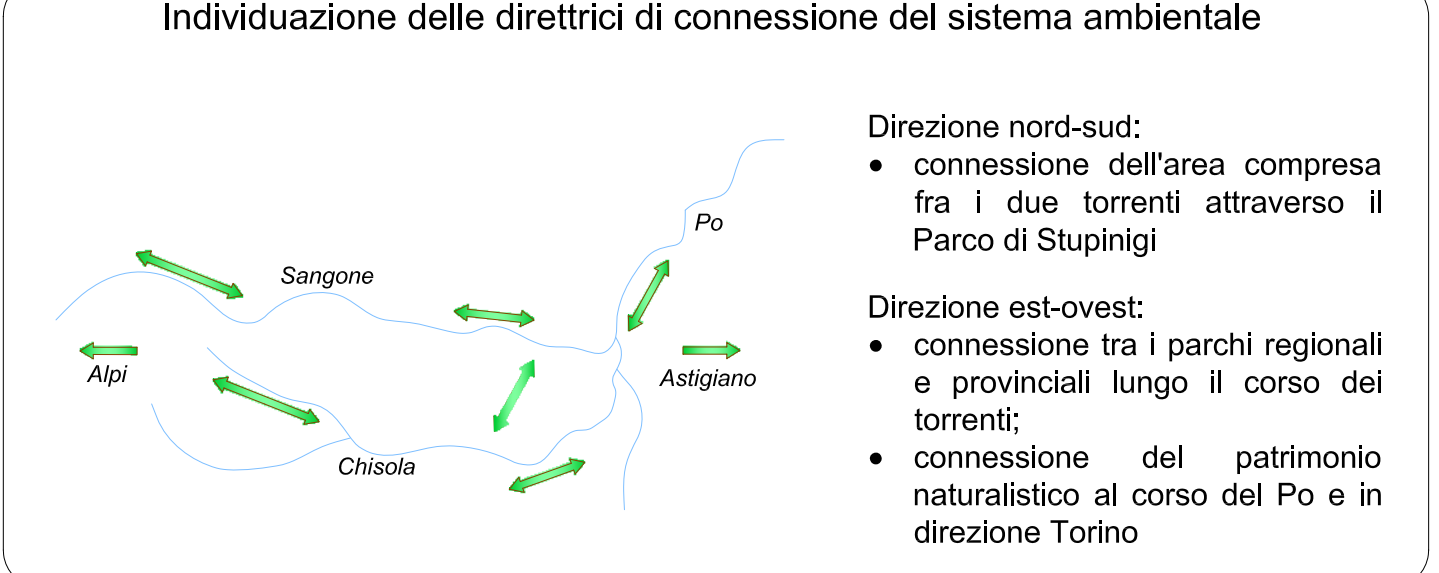 Individuazione delle direttrici di connessione del sistema ambientale
Po
Sangone
Alpi
Astigiano
Chisola
Direzione nord-sud:
• connessione dell'area compresa
fra i due torrenti attraverso il
Parco di Stupinigi
Direzione est-ovest:
• connessione tra i parchi regionali
e provinciali lungo il corso dei
torrenti;
• connessione del patrimonio
naturalistico al corso del Po e in
direzione Torino